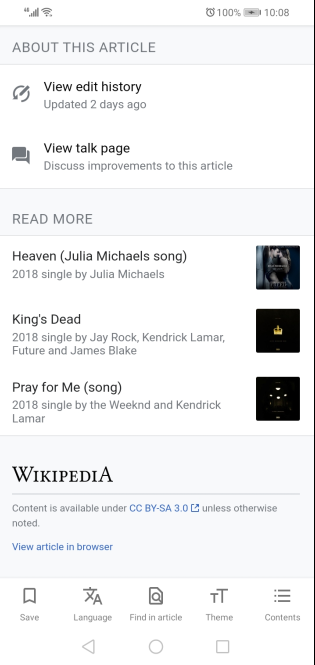 100% 10:08
ABOUT THIS ARTICLE
View edit history
Updated 2 days ago
View talk page
Discuss improvements to this article
READ MORE
Heaven (Julia Michaels song)
2018 single by Julia Michaels
King's Dead
2018 single by Jay Rock, Kendrick Lamar,
Future and James Blake
Pray for Me (song)
2018 single by the Weeknd and Kendrick
Lamar
WIKIPEDIA
Content is available under CC BY-SA 3.0 unless otherwise
noted.
View article in browser
Save Language Find in article Theme Contents